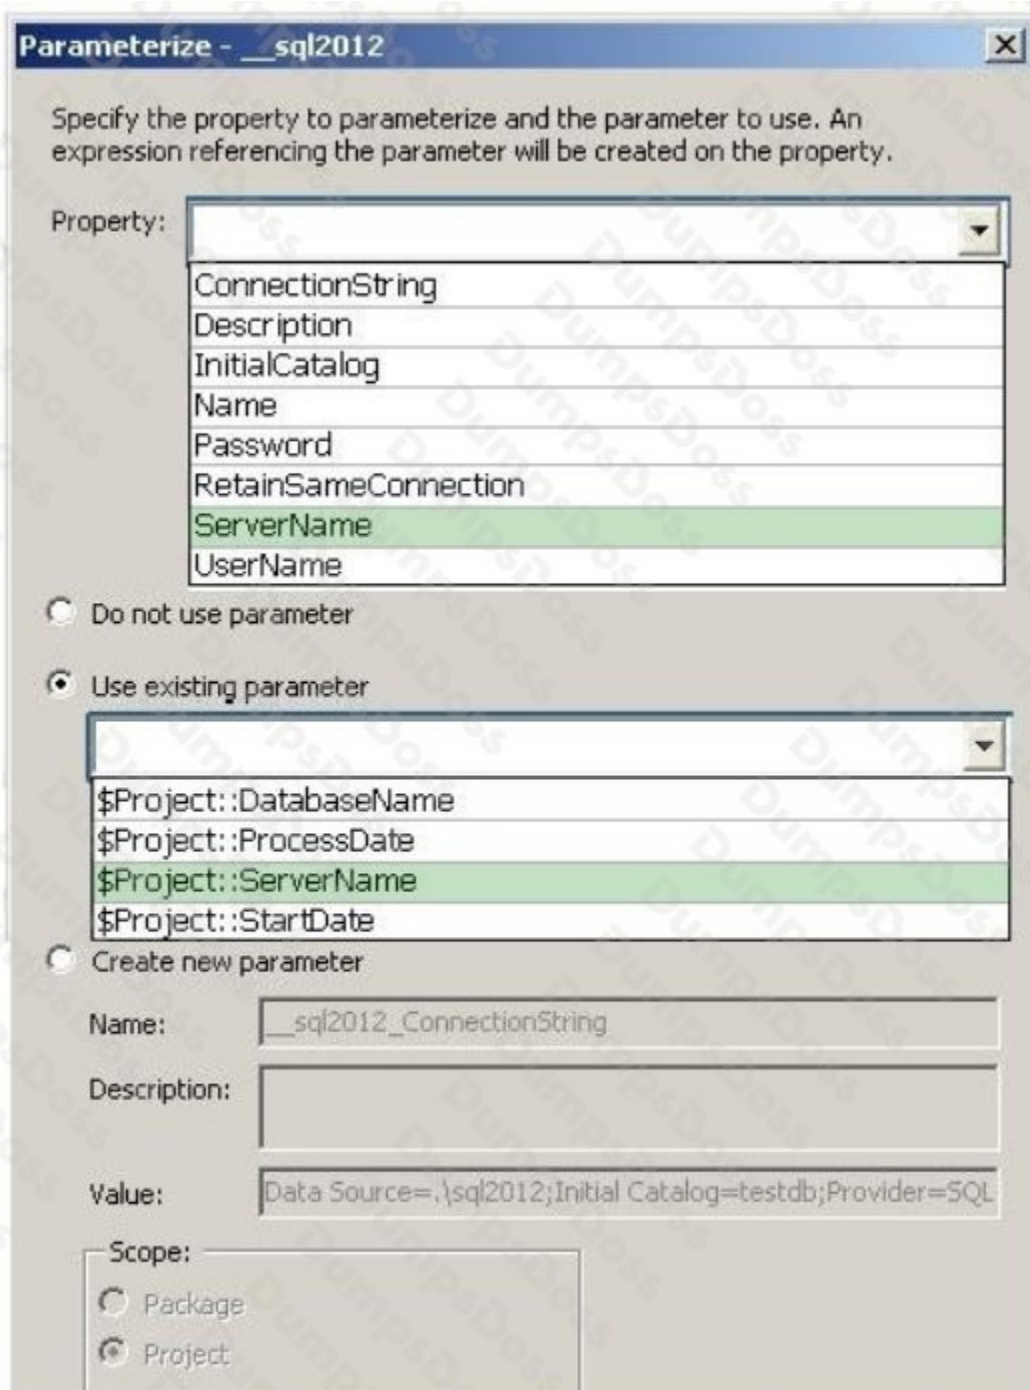 Parameterize - __sql2012
Specify the property to parameterize and the parameter to use. An
expression referencing the parameter will be created on the property.
Property:
ConnectionString
Description
InitialCatalog
Name
Password
RetainSameConnection
ServerName
UserName
Do not use parameter
Use existing parameter
$Project::DatabaseName
$Project::ProcessDate
$Project::ServerName
$Project::StartDate
Create new parameter
Name: __sql2012_ConnectionString
Description:
Value: Data Source=.\sql2012;Initial Catalog=testdb;Provider=SQL
Scope:
Package
Project
DumpsDoss